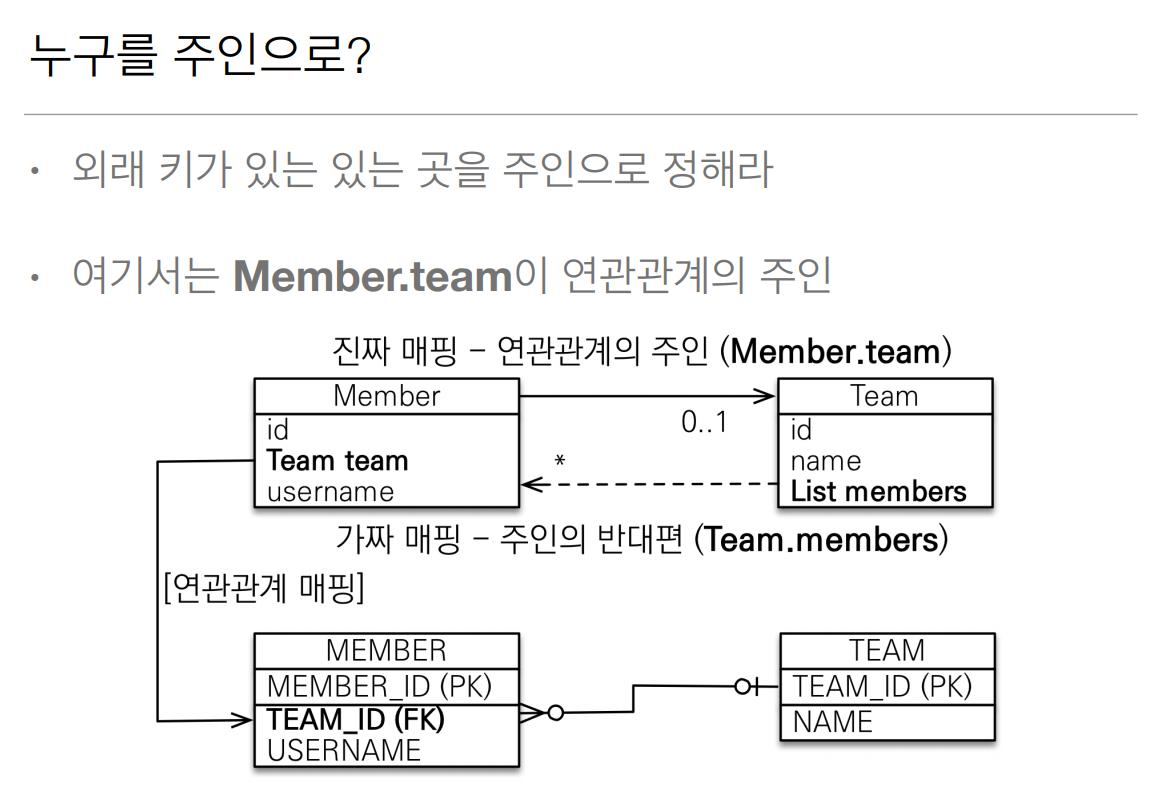 누구를 주인으로?
• 외래 키가 있는 있는 곳을 주인으로 정해라
• 여기서는 Member.team이 연관관계의 주인
진짜 매핑 – 연관관계의 주인 (Member.team)
Member
id
Team team
username
0..1
*
Team
id
name
List members
가짜 매핑 – 주인의 반대편 (Team.members)
[연관관계 매핑]
MEMBER
MEMBER_ID (PK)
TEAM_ID (FK)
USERNAME
TEAM
TEAM_ID (PK)
NAME